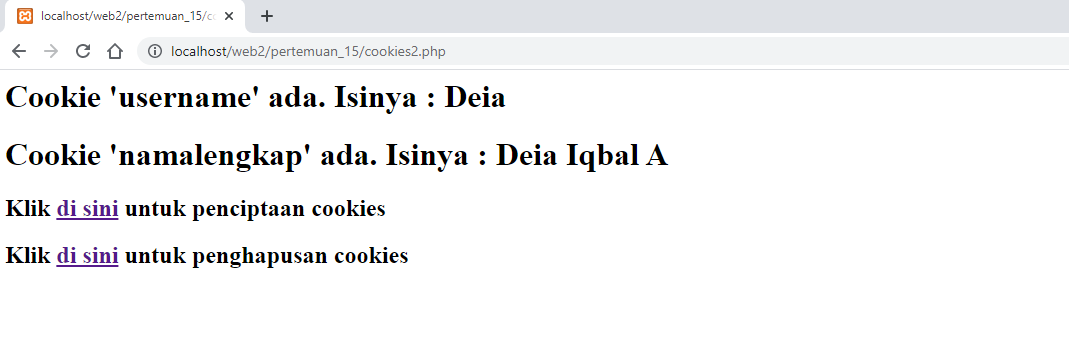 localhost/web2/pertemuan_15/c
localhost/web2/pertemuan_15/cookies2.php
Cookie 'username' ada. Isinya : Deia
Cookie 'namalengkap' ada. Isinya : Deia Iqbal A
Klik di sini untuk penciptaan cookies
Klik di sini untuk penghapusan cookies